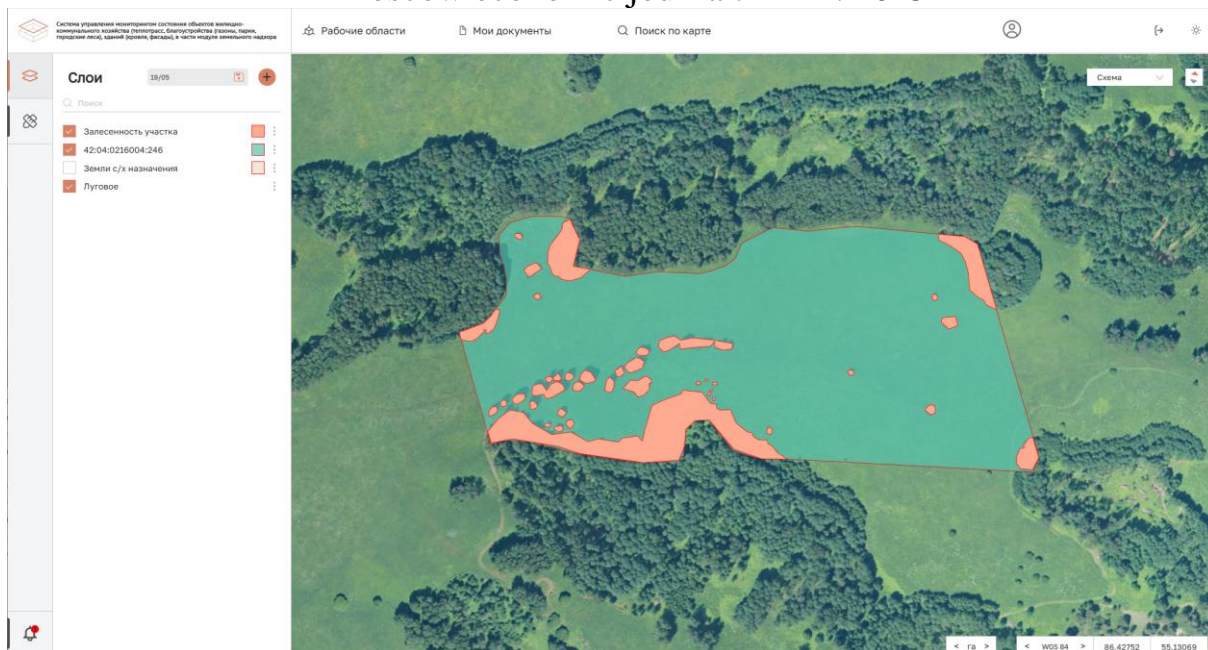 Система управления мониторингом состояния объектов жилищно-
коммунального хозяйства (теплотрасс, благоустройства (газоны, парки,
городские леса), зданий (кровля, фасады), в части модуля земельного надзора
Рабочие области
Мои документы
Поиск по карте
Слои
19/05
Поиск
Залесенность участка
42:04:0216004:246
Земли с/х назначения
Луговое
Схема
< га >
< WGS 84 >
86.42752
55.13069